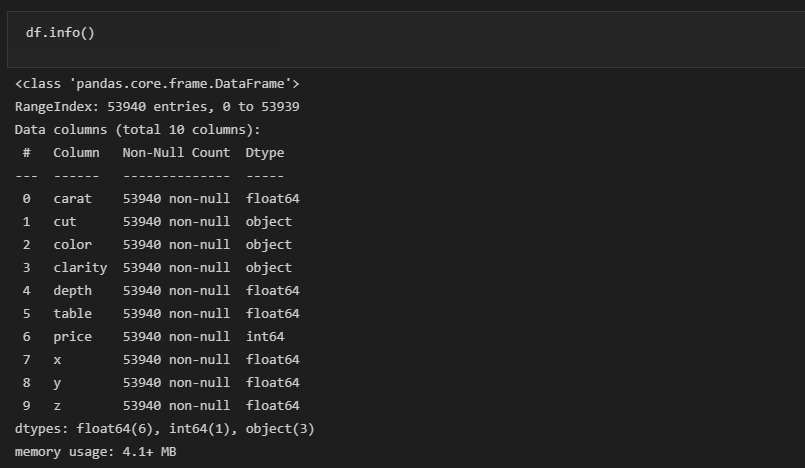 df.info()
<class 'pandas.core.frame.DataFrame'>
RangeIndex: 53940 entries, 0 to 53939
Data columns (total 10 columns):
 #   Column   Non-Null Count  Dtype
---  ------   --------------  -----
 0   carat    53940 non-null  float64
 1   cut      53940 non-null  object
 2   color    53940 non-null  object
 3   clarity  53940 non-null  object
 4   depth    53940 non-null  float64
 5   table    53940 non-null  float64
 6   price    53940 non-null  int64
 7   x        53940 non-null  float64
 8   y        53940 non-null  float64
 9   z        53940 non-null  float64
dtypes: float64(6), int64(1), object(3)
memory usage: 4.1+ MB